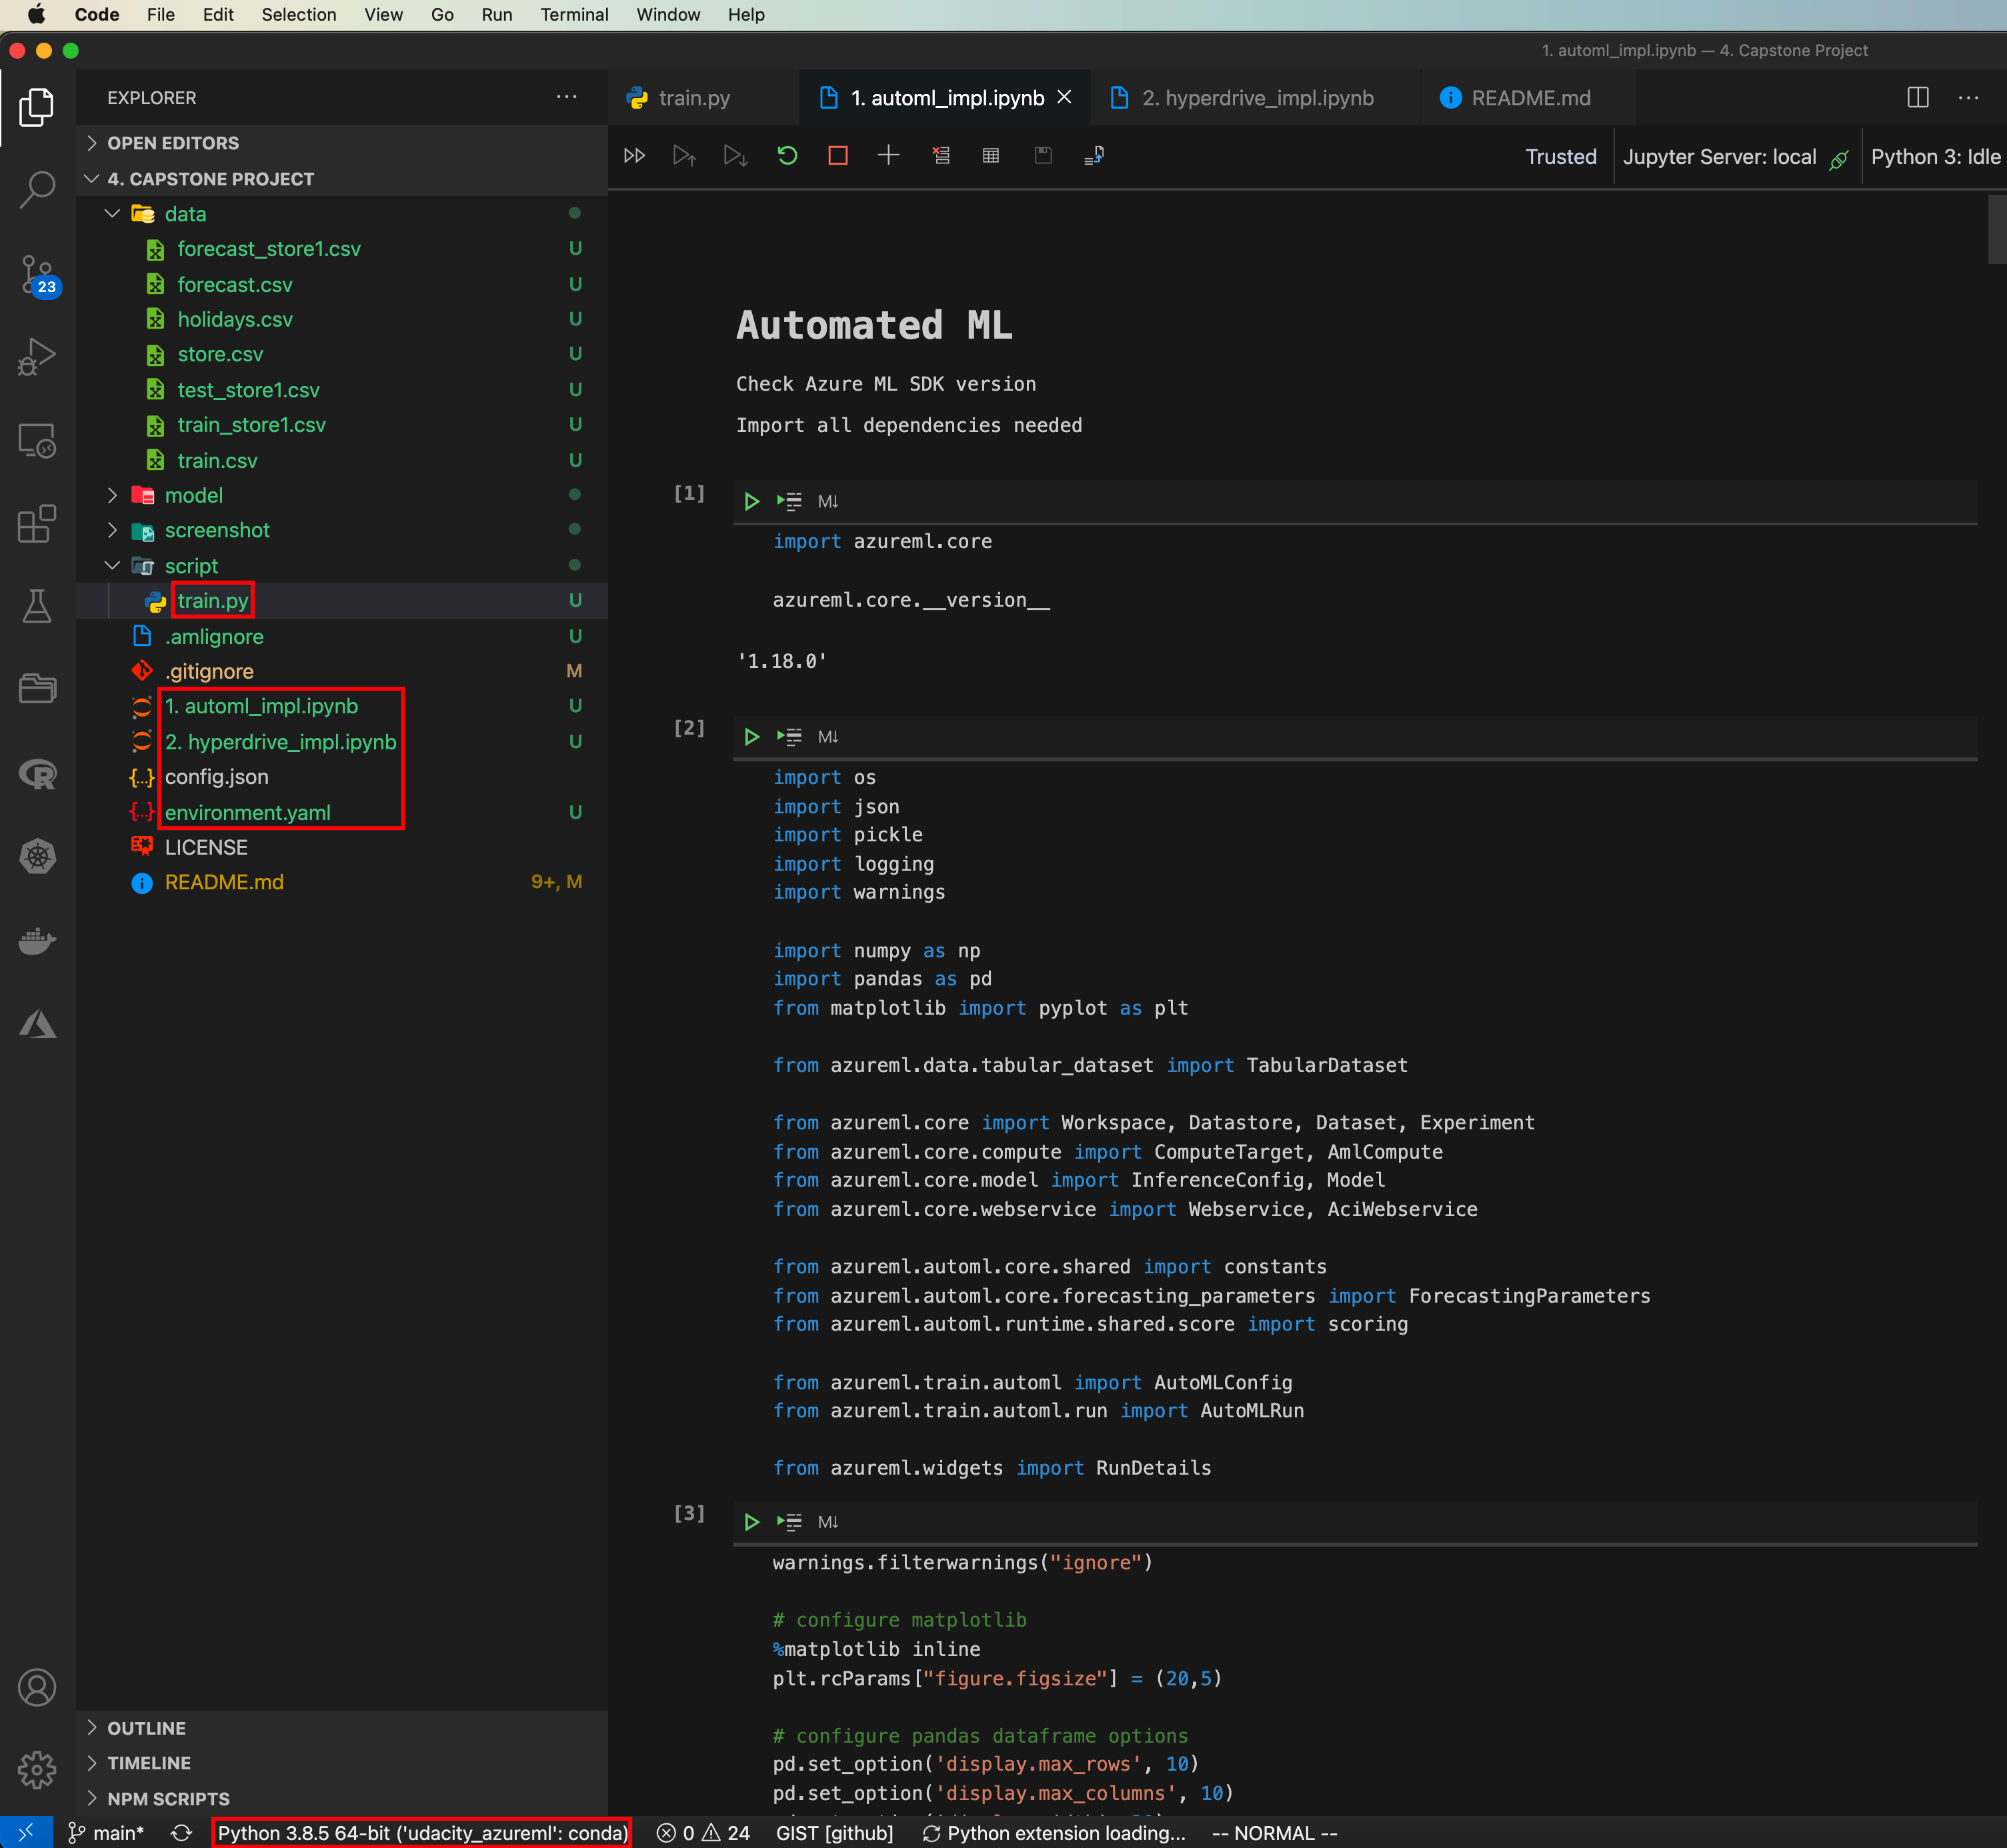 Code File Edit Selection View Go Run Terminal Window Help
1. automl_impl.ipynb — 4. Capstone Project
EXPLORER
OPEN EDITORS
4. CAPSTONE PROJECT
data
forecast_store1.csv U
forecast.csv U
holidays.csv U
store.csv U
test_store1.csv U
train_store1.csv U
train.csv U
model
screenshot
script
train.py U
.amlignore U
.gitignore M
1. automl_impl.ipynb U
2. hyperdrive_impl.ipynb U
config.json
environment.yaml U
LICENSE
README.md 9+, M
23
OUTLINE
TIMELINE
NPM SCRIPTS
train.py 1. automl_impl.ipynb 2. hyperdrive_impl.ipynb README.md
Trusted Jupyter Server: local Python 3: Idle
Automated ML
Check Azure ML SDK version
Import all dependencies needed
[1] M↓
import azureml.core
azureml.core.__version__
'1.18.0'
[2] M↓
import os
import json
import pickle
import logging
import warnings
import numpy as np
import pandas as pd
from matplotlib import pyplot as plt
from azureml.data.tabular_dataset import TabularDataset
from azureml.core import Workspace, Datastore, Dataset, Experiment
from azureml.core.compute import ComputeTarget, AmlCompute
from azureml.core.model import InferenceConfig, Model
from azureml.core.webservice import Webservice, AciWebservice
from azureml.automl.core.shared import constants
from azureml.automl.core.forecasting_parameters import ForecastingParameters
from azureml.automl.runtime.shared.score import scoring
from azureml.train.automl import AutoMLConfig
from azureml.train.automl.run import AutoMLRun
from azureml.widgets import RunDetails
[3] M↓
warnings.filterwarnings("ignore")
# configure matplotlib
%matplotlib inline
plt.rcParams["figure.figsize"] = (20,5)
# configure pandas dataframe options
pd.set_option('display.max_rows', 10)
pd.set_option('display.max_columns', 10)
main* Python 3.8.5 64-bit ('udacity_azureml': conda) 0 24 GIST [github] Python extension loading... -- NORMAL --